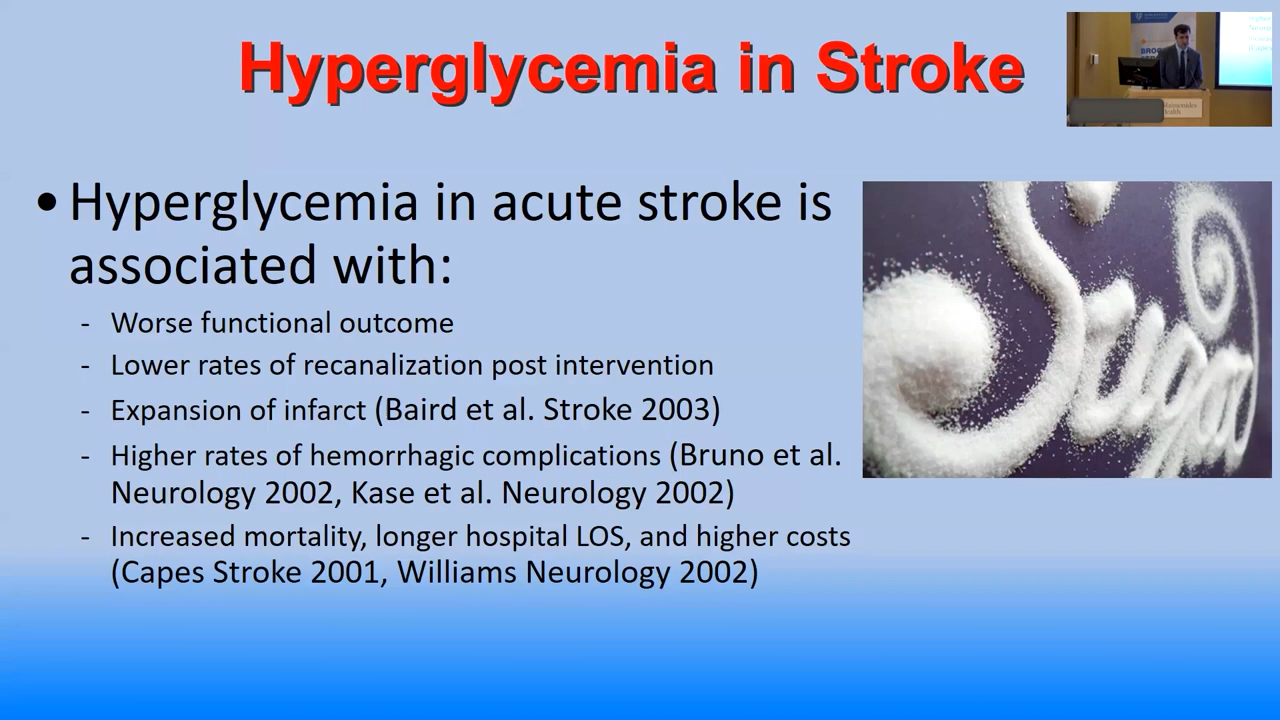 Hyperglycemia in Stroke
• Hyperglycemia in acute stroke is
associated with:
- Worse functional outcome
- Lower rates of recanalization post intervention
- Expansion of infarct (Baird et al. Stroke 2003)
- Higher rates of hemorrhagic complications (Bruno et al.
Neurology 2002, Kase et al. Neurology 2002)
- Increased mortality, longer hospital LOS, and higher costs
(Capes Stroke 2001, Williams Neurology 2002)
Sugar
Maimonides
Health